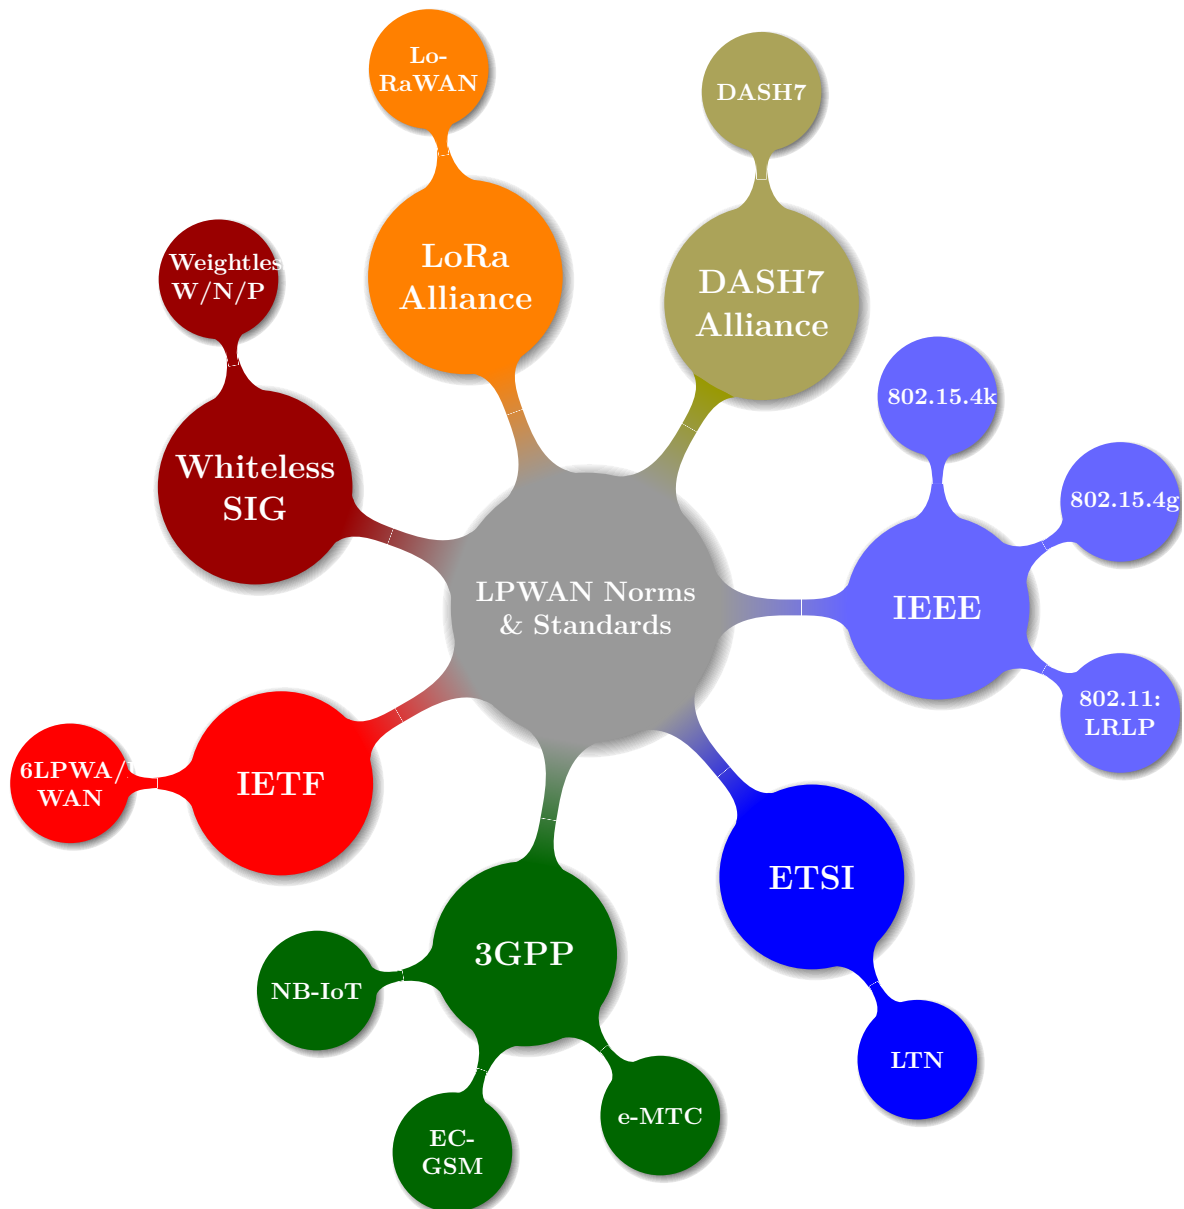 Lo-
RaWAN
DASH7
LoRa
Alliance
DASH7
Alliance
Weightles
W/N/P
802.15.4k
Whiteless
SIG
802.15.4g
LPWAN Norms
& Standards
IEEE
802.11:
LRLP
6LPWA/
WAN
IETF
ETSI
3GPP
NB-IoT
LTN
e-MTC
EC-
GSM